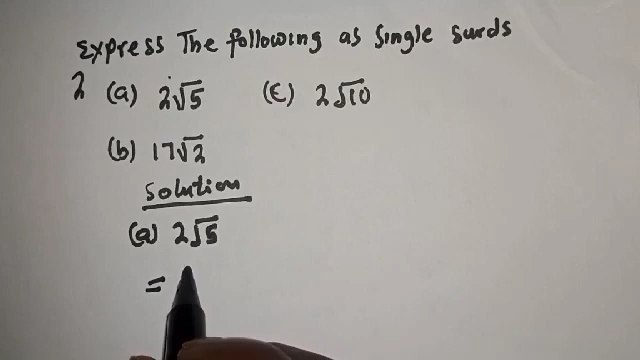 Express The following as Single Surds
2 (a) 2√5 (c) 2√10
(b) 17√2
Solution
(a) 2√5
=